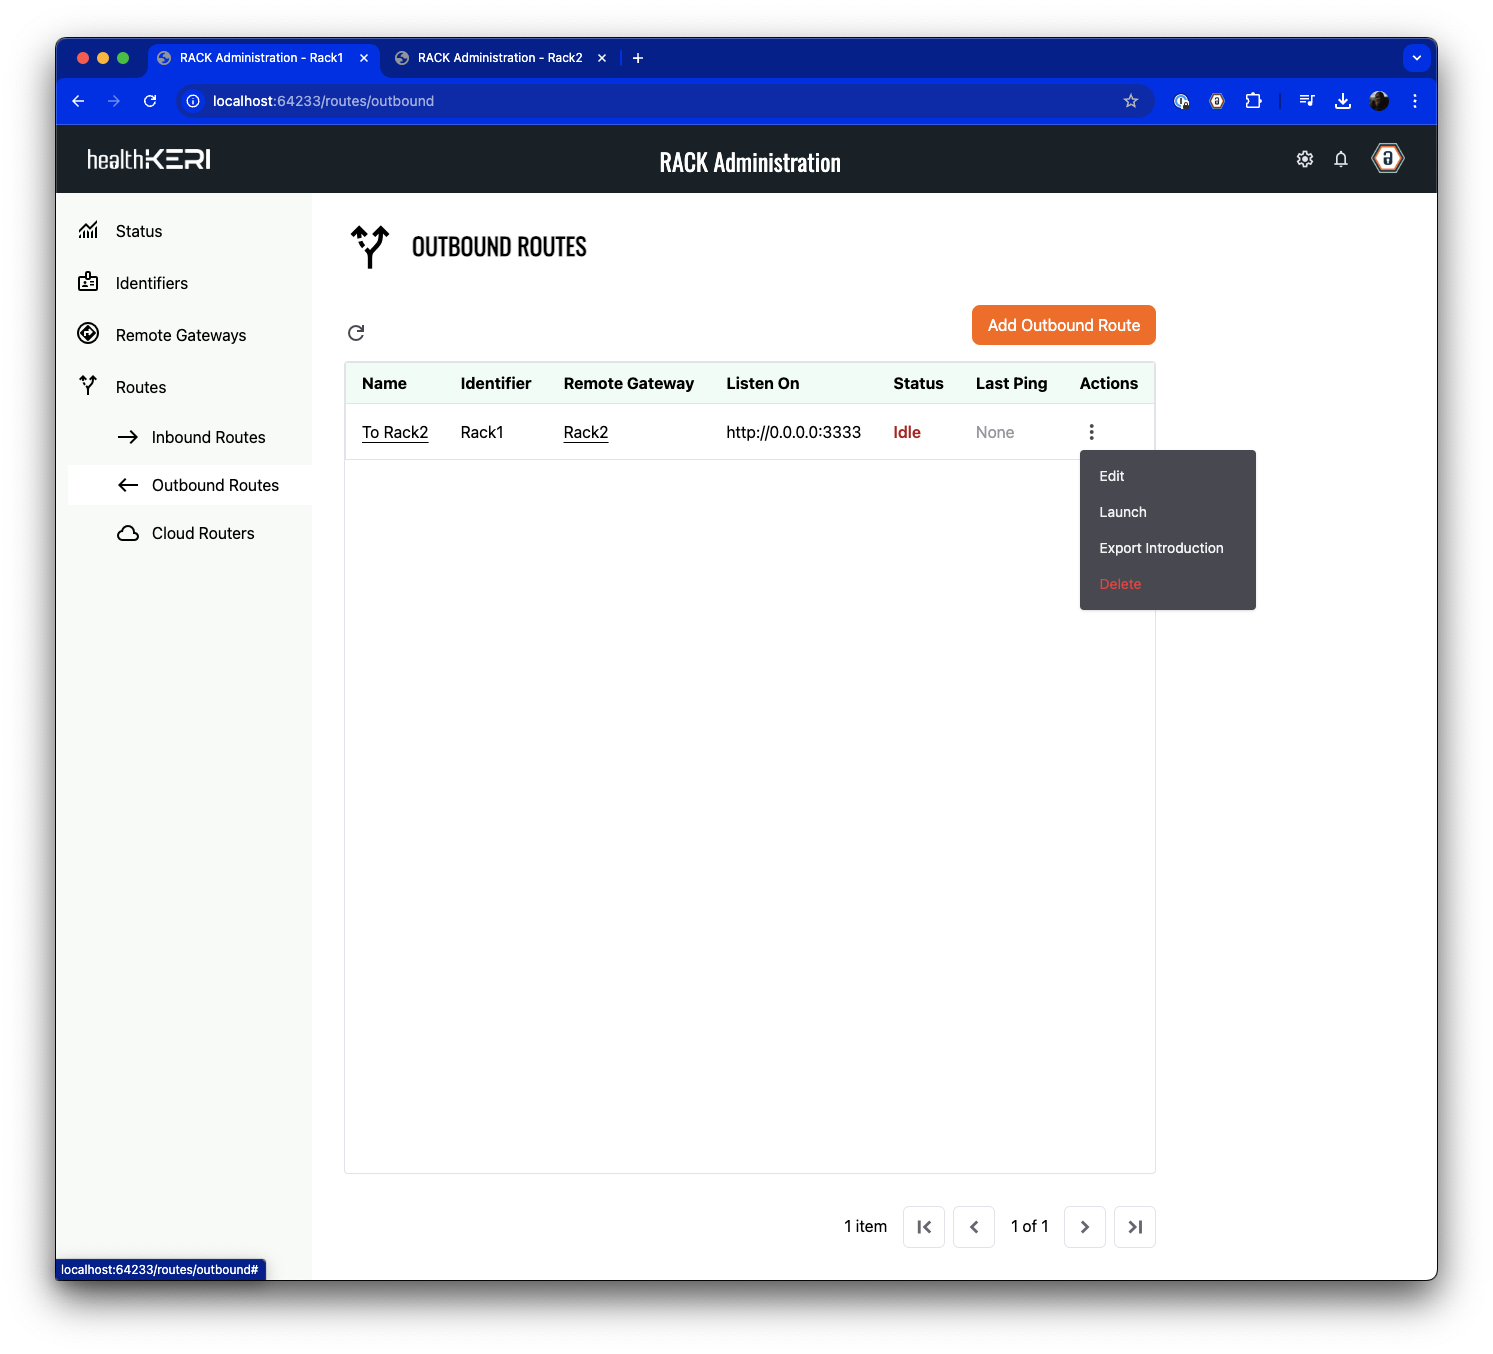 RACK Administration - Rack1
RACK Administration - Rack2
localhost:64233/routes/outbound
healthKERI
RACK Administration
Status
Identifiers
Remote Gateways
Routes
Inbound Routes
Outbound Routes
Cloud Routers
OUTBOUND ROUTES
Add Outbound Route
Name Identifier Remote Gateway Listen On Status Last Ping Actions
To Rack2 Rack1 Rack2 http://0.0.0.0:3333 Idle None
Edit
Launch
Export Introduction
Delete
1 item 1 of 1
localhost:64233/routes/outbound#